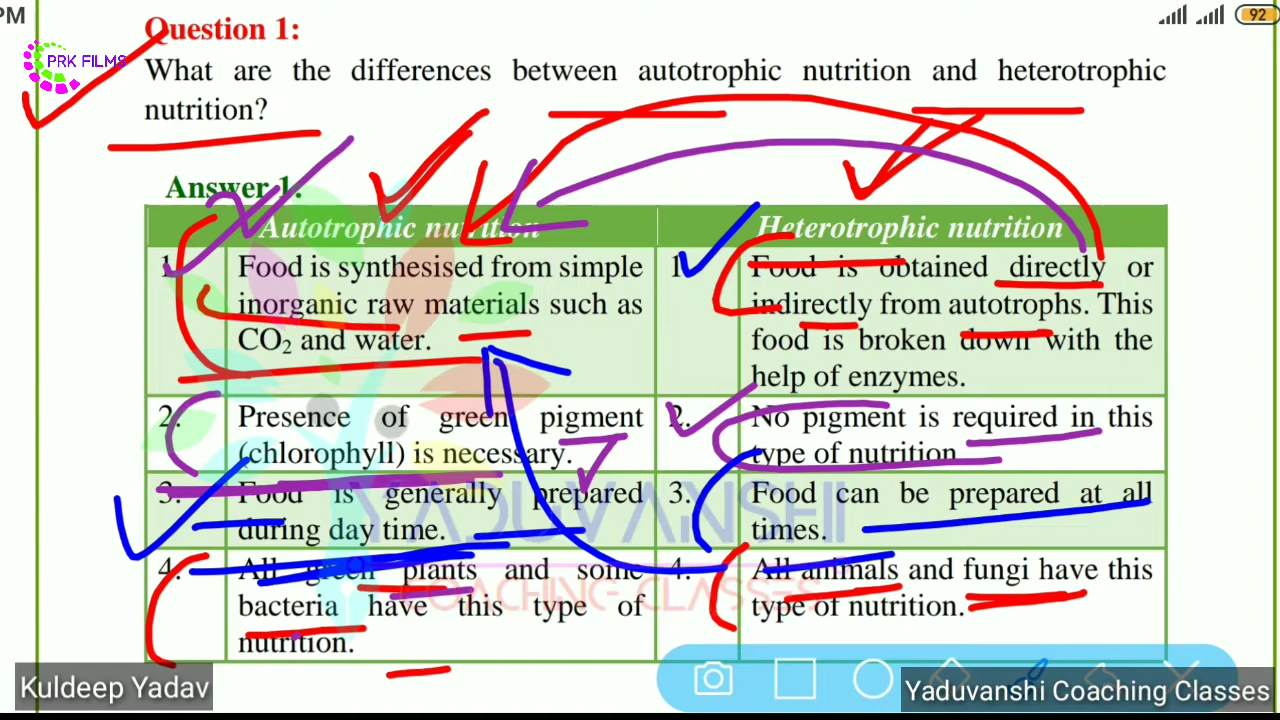 PM
92
PRK FILMS
Question 1:
What are the differences between autotrophic nutrition and heterotrophic
nutrition?
Answer 1.
Autotrophic nutrition
Heterotrophic nutrition
1.
Food is synthesised from simple
inorganic raw materials such as
CO₂ and water.
1.
Food is obtained directly or
indirectly from autotrophs. This
food is broken down with the
help of enzymes.
2.
Presence of green pigment
(chlorophyll) is necessary.
2.
No pigment is required in this
type of nutrition
3.
Food is generally prepared
during day time.
3.
Food can be prepared at all
times.
4.
All green plants and some
bacteria have this type of
nutrition.
4.
All animals and fungi have this
type of nutrition.
YADUVANSHI
COACHING CLASSES
Kuldeep Yadav
Yaduvanshi Coaching Classes